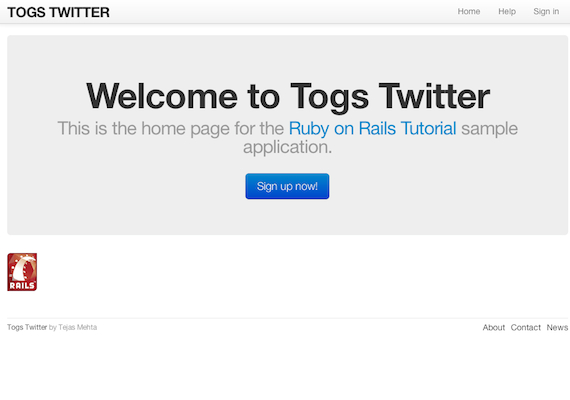 TOGS TWITTER
Home Help Sign in
Welcome to Togs Twitter
This is the home page for the Ruby on Rails Tutorial sample
application.
Sign up now!
RAILS
Togs Twitter by Tejas Mehta
About Contact News